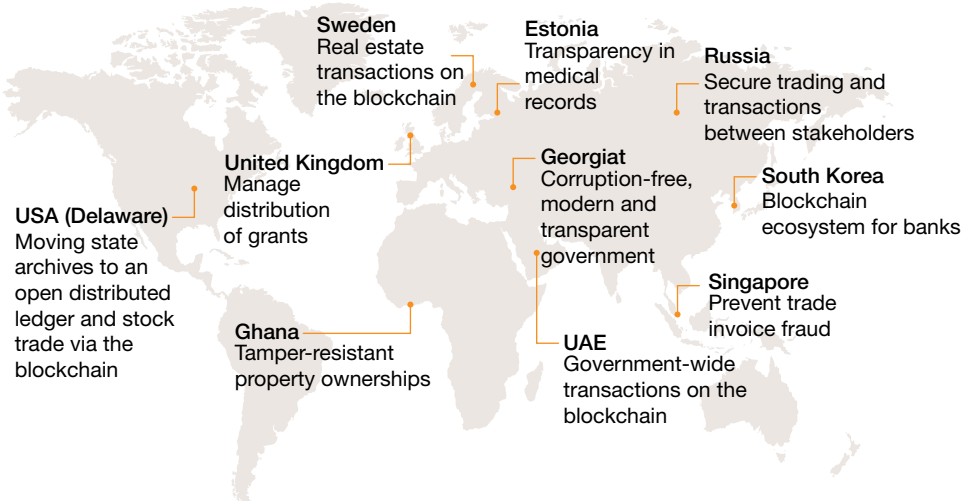 Sweden
Real estate
transactions on
the blockchain
Estonia
Transparency in
medical
records
Russia
Secure trading and
transactions
between stakeholders
United Kingdom
Manage
distribution
of grants
Georgiat
Corruption-free,
modern and
transparent
government
South Korea
Blockchain
ecosystem for banks
USA (Delaware)
Moving state
archives to an
open distributed
ledger and stock
trade via the
blockchain
Singapore
Prevent trade
invoice fraud
Ghana
Tamper-resistant
property ownerships
UAE
Government-wide
transactions on the
blockchain